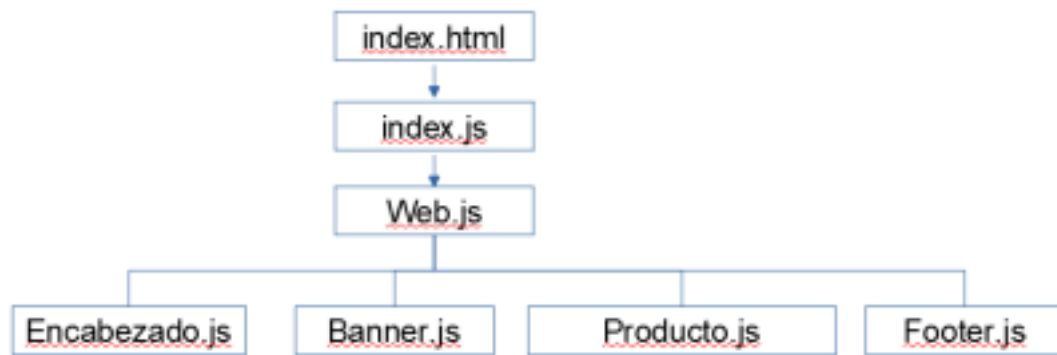 index.html
index.js
Web.js
Encabezado.js
Banner.js
Producto.js
Footer.js